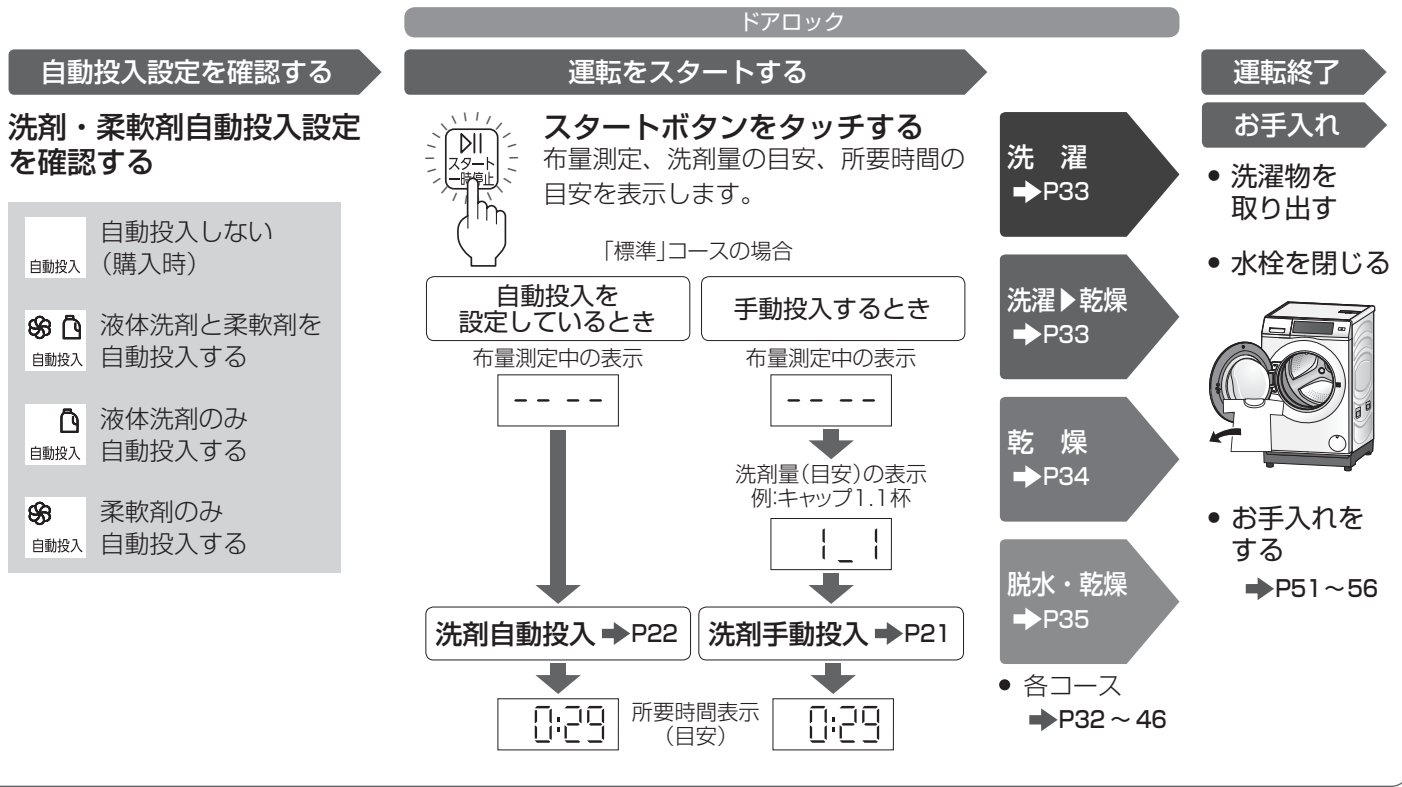 ドアロック
自動投入設定を確認する
洗剤・柔軟剤自動投入設定
を確認する
自動投入
自動投入しない
（購入時）
自動投入
液体洗剤と柔軟剤を
自動投入する
自動投入
液体洗剤のみ
自動投入する
自動投入
柔軟剤のみ
自動投入する
運転をスタートする
スタート
一時停止
スタートボタンをタッチする
布量測定、洗剤量の目安、所要時間の
目安を表示します。
「標準」コースの場合
自動投入を
設定しているとき
布量測定中の表示
- - - -
洗剤自動投入 ➡P22
0:29
手動投入するとき
布量測定中の表示
- - - -
洗剤量（目安）の表示
例:キャップ1.1杯
1_1
洗剤手動投入 ➡P21
0:29
所要時間表示
（目安）
洗　濯
➡P33
洗濯▶乾燥
➡P33
乾　燥
➡P34
脱水・乾燥
➡P35
● 各コース
➡P32～46
運転終了
お手入れ
● 洗濯物を
取り出す
● 水栓を閉じる
● お手入れを
する
➡P51～56